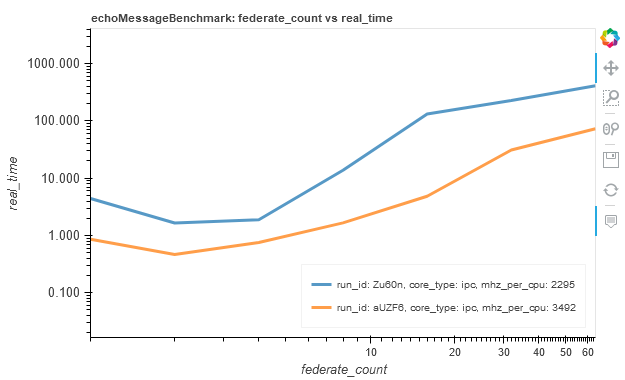 echoMessageBenchmark: federate_count vs real_time
1000.000
100.000
10.000
1.000
0.100
real_time
run_id: Zu60n, core_type: ipc, mhz_per_cpu: 2295
run_id: aUZF6, core_type: ipc, mhz_per_cpu: 3492
10 20 30 40 50 60
federate_count